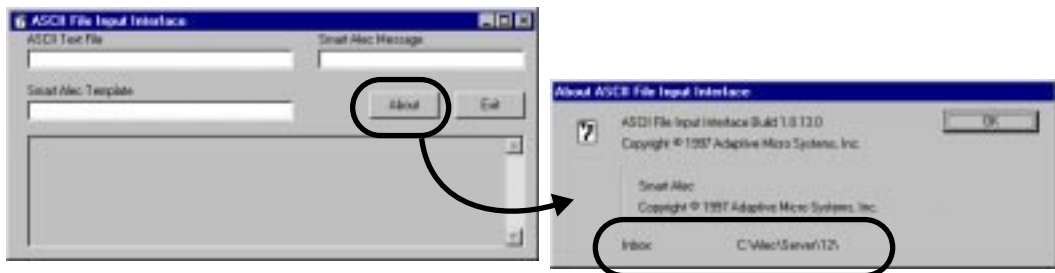 ASCII File Input Interface
ASCII Text File
Smart Alec Message
Smart Alec Template
About
Exit
About ASCII File Input Interface
ASCII File Input Interface Build 1.0.13.0
Copyright © 1997 Adaptive Micro Systems, Inc.
OK
Smart Alec
Copyright © 1997 Adaptive Micro Systems, Inc.
Inbox: C:\Alec\Server\12\